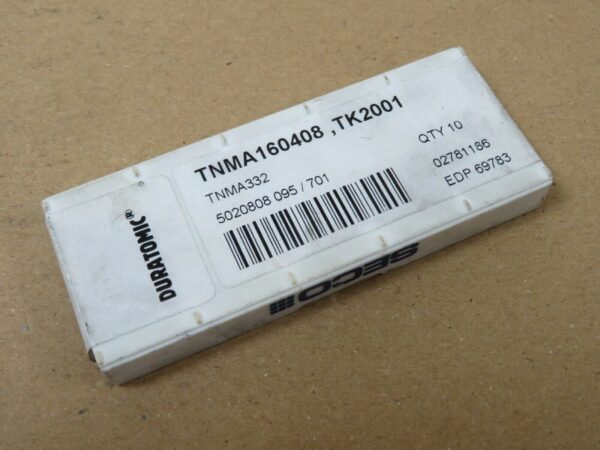 TNMA160408 ,TK2001
TNMA332
5020808 095 / 701
QTY 10
02781186
EDP 69783
DURATOMIC®
SECO